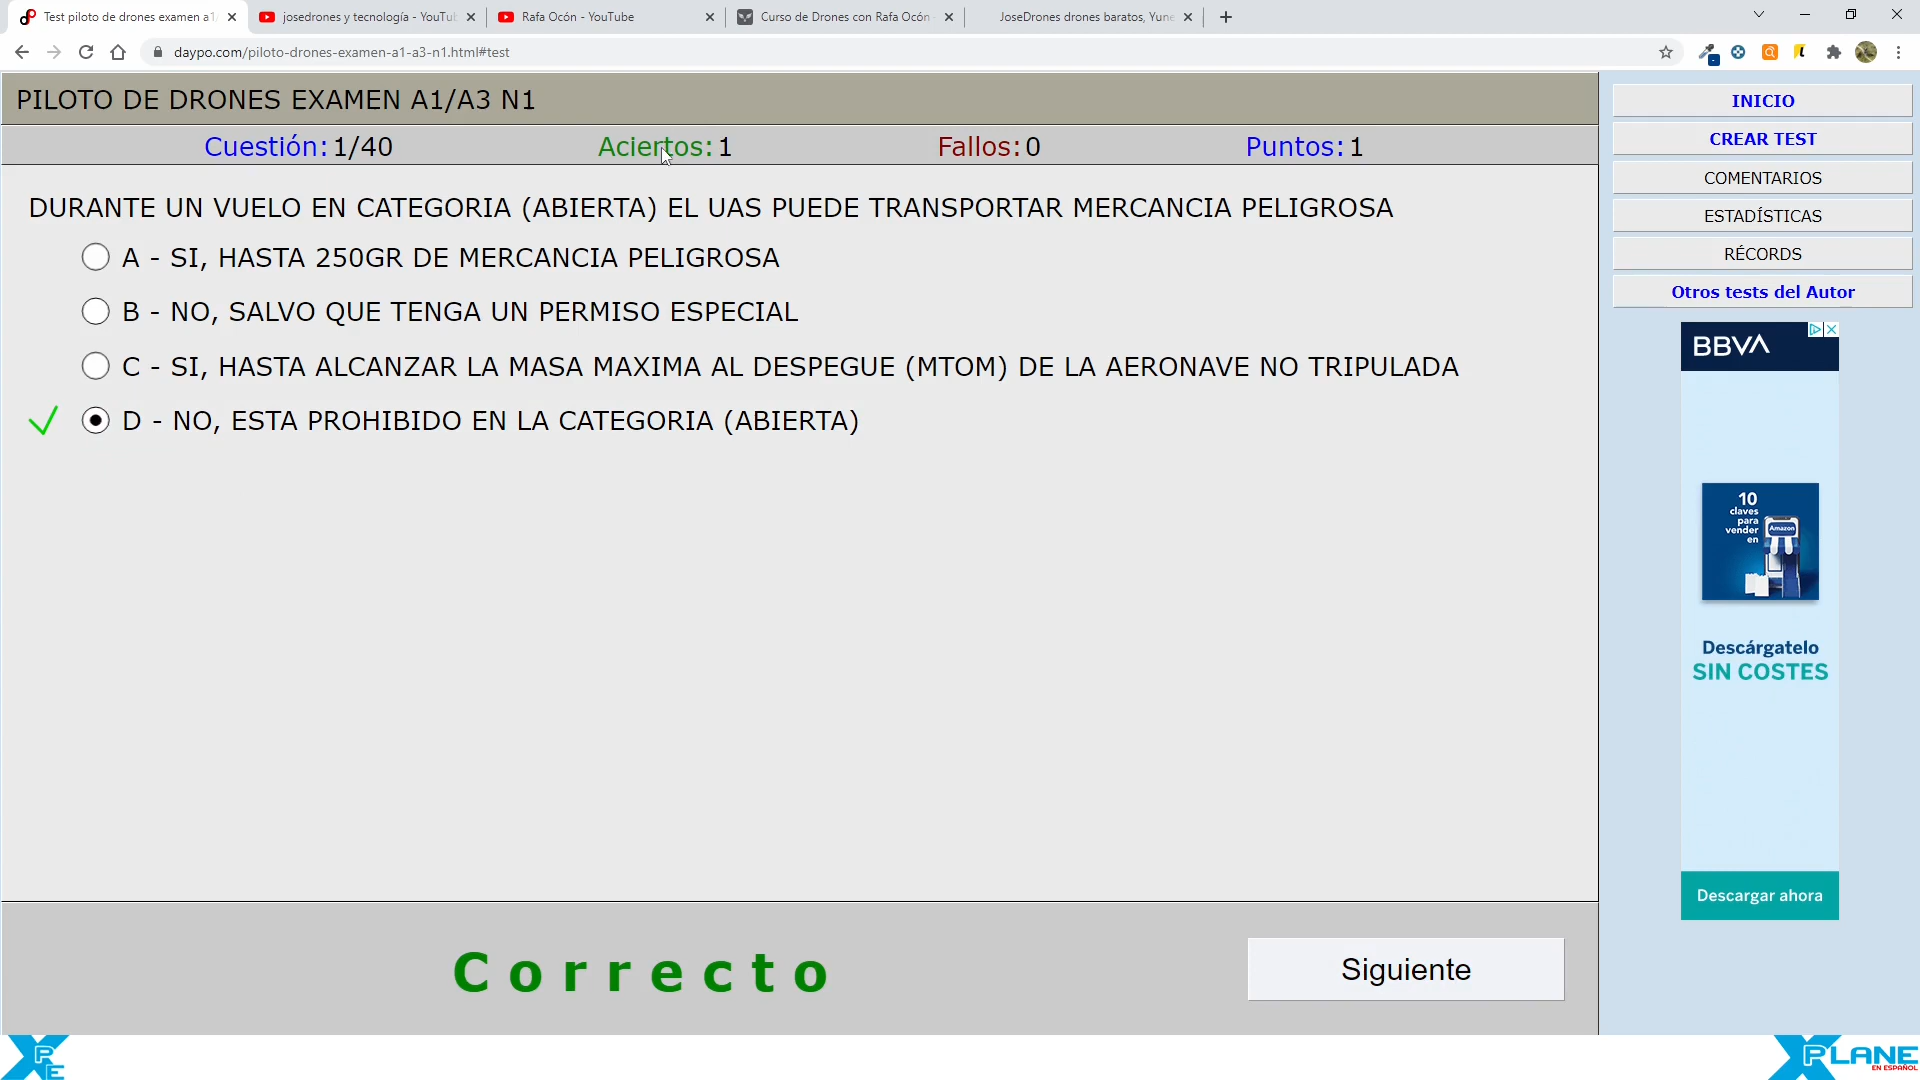 Test piloto de drones examen a1/
josedrones y tecnología - YouTub
Rafa Ocón - YouTube
Curso de Drones con Rafa Ocón -
JoseDrones drones baratos, Yune
daypo.com/piloto-drones-examen-a1-a3-n1.html#test
PILOTO DE DRONES EXAMEN A1/A3 N1
Cuestión: 1/40 Aciertos: 1 Fallos: 0 Puntos: 1
DURANTE UN VUELO EN CATEGORIA (ABIERTA) EL UAS PUEDE TRANSPORTAR MERCANCIA PELIGROSA
A - SI, HASTA 250GR DE MERCANCIA PELIGROSA
B - NO, SALVO QUE TENGA UN PERMISO ESPECIAL
C - SI, HASTA ALCANZAR LA MASA MAXIMA AL DESPEGUE (MTOM) DE LA AERONAVE NO TRIPULADA
D - NO, ESTA PROHIBIDO EN LA CATEGORIA (ABIERTA)
Correcto
Siguiente
INICIO
CREAR TEST
COMENTARIOS
ESTADÍSTICAS
RÉCORDS
Otros tests del Autor
BBVA
10
claves
para
vender
en
Amazon
Descárgatelo
SIN COSTES
Descargar ahora
XPE
XPLANE
EN ESPAÑOL